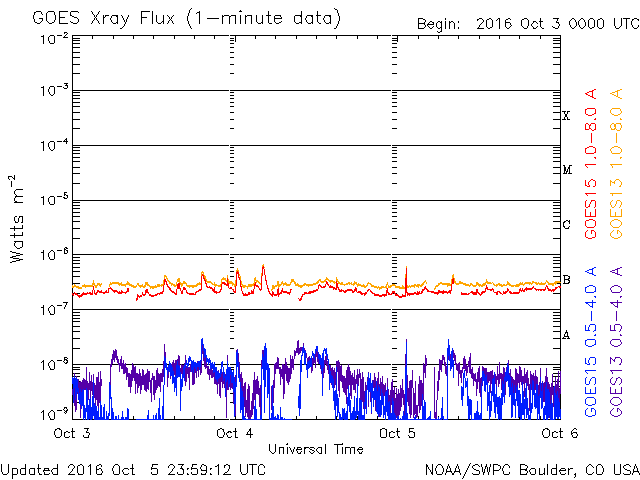 GOES Xray Flux (1-minute data)
Begin: 2016 Oct 3 0000 UTC
10-2
10-3
10-4
10-5
10-6
10-7
10-8
10-9
Watts m-2
X
M
C
B
A
GOES15 1.0-8.0 A
GOES13 1.0-8.0 A
GOES15 0.5-4.0 A
GOES13 0.5-4.0 A
Oct 3
Oct 4
Oct 5
Oct 6
Universal Time
Updated 2016 Oct 5 23:59:12 UTC
NOAA/SWPC Boulder, CO USA